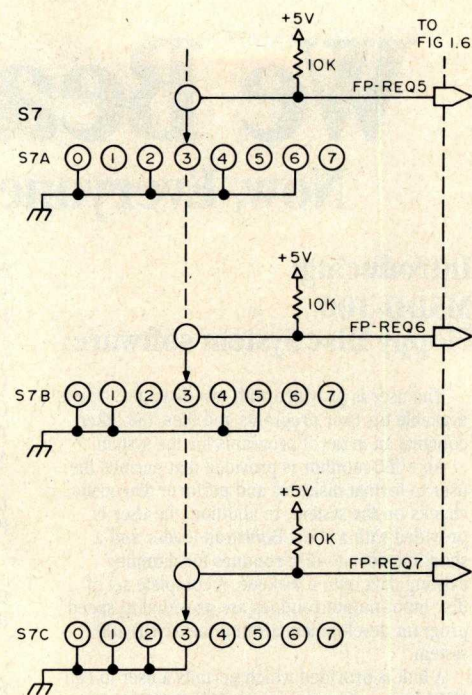 +5V
TO
FIG 1.6
10K
FP-REQ5
S7
S7A 0 1 2 3 4 5 6 7
+5V
10K
FP-REQ6
S7B 0 1 2 3 4 5 6 7
+5V
10K
FP-REQ7
S7C 0 1 2 3 4 5 6 7